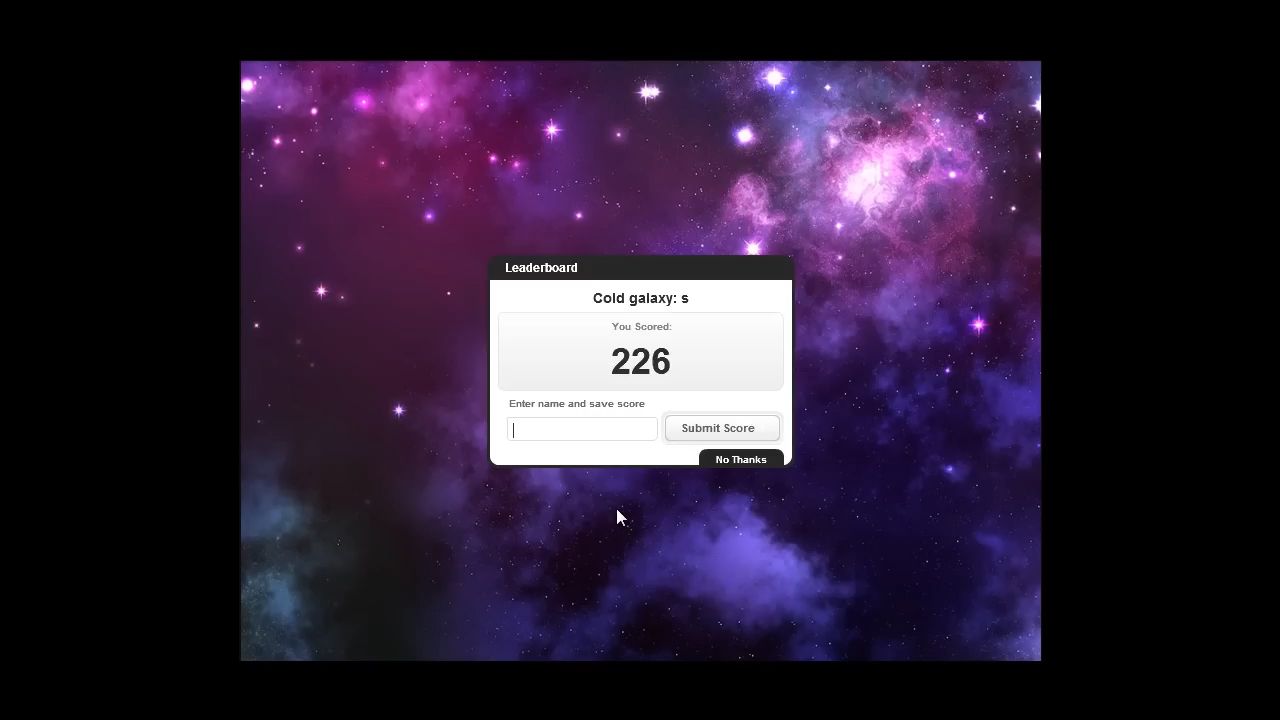 Leaderboard
Cold galaxy: s
You Scored:
226
Enter name and save score
Submit Score
No Thanks